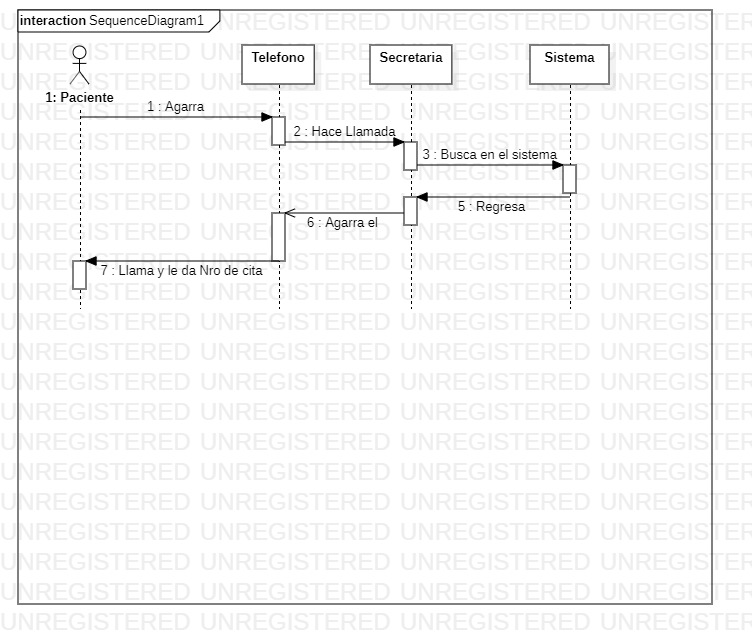 interaction SequenceDiagram1
Telefono
Secretaria
Sistema
1: Paciente
1 : Agarra
2 : Hace Llamada
3 : Busca en el sistema
5 : Regresa
6 : Agarra el
7 : Llama y le da Nro de cita
UNREGISTERED UNREGISTERED UNREGISTERED UNREGISTERED